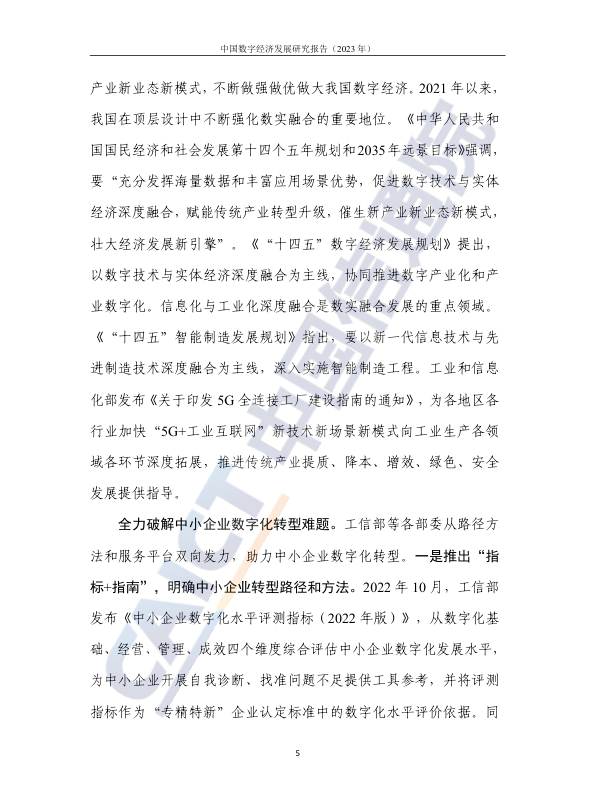 中国数字经济发展研究报告（2023 年）
产业新业态新模式，不断做强做优做大我国数字经济。2021 年以来，
我国在顶层设计中不断强化数实融合的重要地位。《中华人民共和
国国民经济和社会发展第十四个五年规划和2035年远景目标》强调，
要“充分发挥海量数据和丰富应用场景优势，促进数字技术与实体
经济深度融合，赋能传统产业转型升级，催生新产业新业态新模式，
壮大经济发展新引擎”。《“十四五”数字经济发展规划》提出，
以数字技术与实体经济深度融合为主线，协同推进数字产业化和产
业数字化。信息化与工业化深度融合是数实融合发展的重点领域。
《“十四五”智能制造发展规划》指出，要以新一代信息技术与先
进制造技术深度融合为主线，深入实施智能制造工程。工业和信息
化部发布《关于印发 5G 全连接工厂建设指南的通知》，为各地区各
行业加快“5G+工业互联网”新技术新场景新模式向工业生产各领
域各环节深度拓展，推进传统产业提质、降本、增效、绿色、安全
发展提供指导。
全力破解中小企业数字化转型难题。工信部等各部委从路径方
法和服务平台双向发力，助力中小企业数字化转型。一是推出“指
标+指南”，明确中小企业转型路径和方法。2022 年 10 月，工信部
发布《中小企业数字化水平评测指标（2022 年版）》，从数字化基
础、经营、管理、成效四个维度综合评估中小企业数字化发展水平，
为中小企业开展自我诊断、找准问题不足提供工具参考，并将评测
指标作为“专精特新”企业认定标准中的数字化水平评价依据。同
5
CAICT 中国信通院